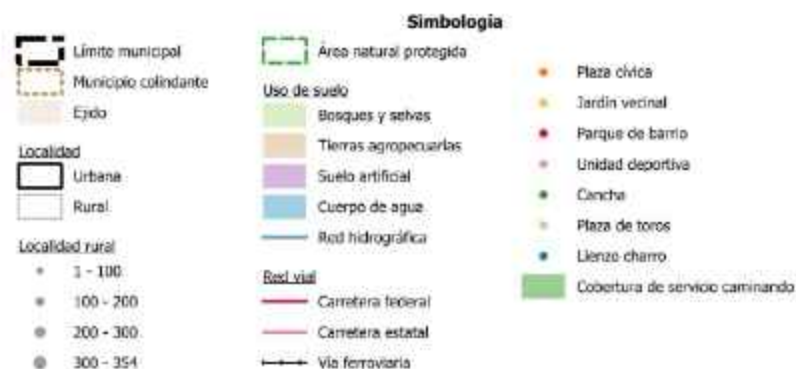 Simbología
Límite municipal
Municipio colindante
Ejido
Localidad
Urbana
Rural
Localidad rural
1 - 100
100 - 200
200 - 300
300 - 354
Área natural protegida
Uso de suelo
Bosques y selvas
Tierras agropecuarias
Suelo artificial
Cuerpo de agua
Red hidrográfica
Red vial
Carretera federal
Carretera estatal
Vía ferroviaria
Plaza cívica
Jardín vecinal
Parque de barrio
Unidad deportiva
Cancha
Plaza de toros
Lienzo charro
Cobertura de servicio caminando